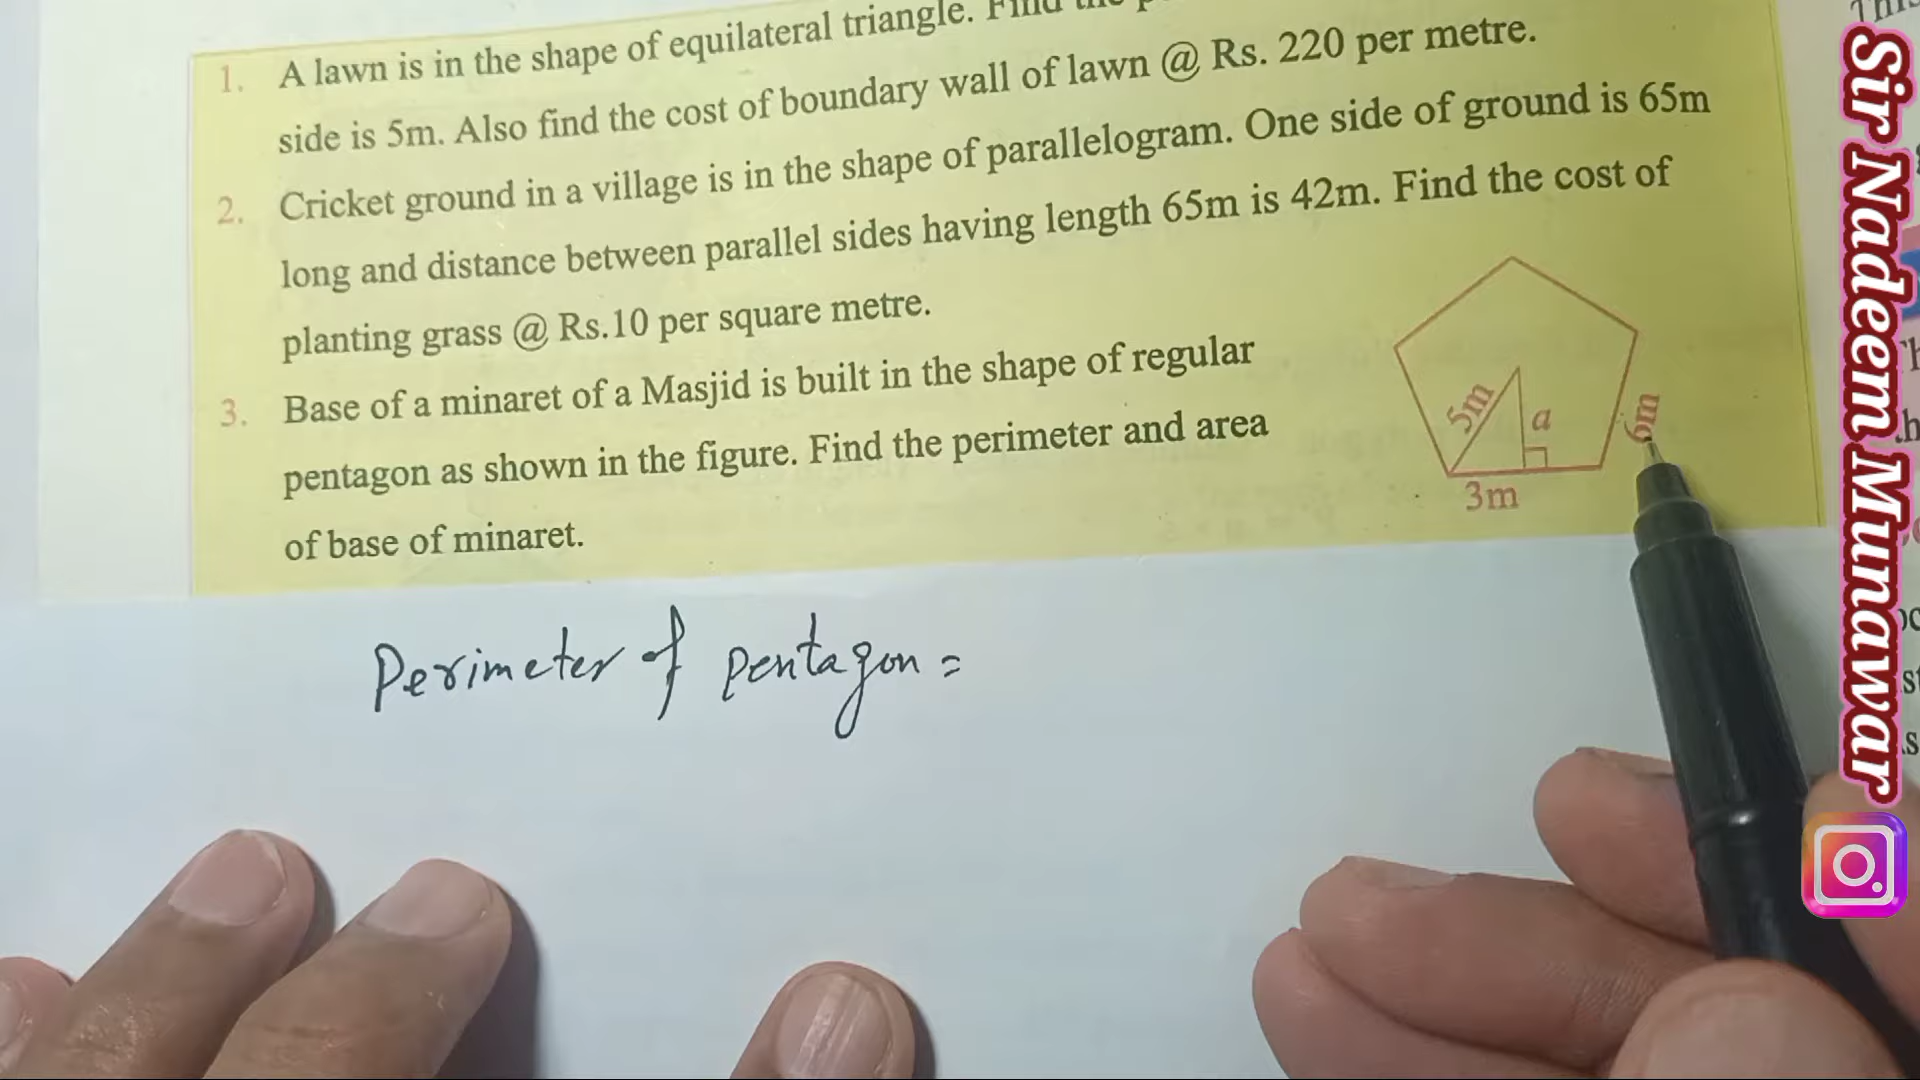 1. A lawn is in the shape of equilateral triangle. Find the
side is 5m. Also find the cost of boundary wall of lawn @ Rs. 220 per metre.
2. Cricket ground in a village is in the shape of parallelogram. One side of ground is 65m
long and distance between parallel sides having length 65m is 42m. Find the cost of
planting grass @ Rs.10 per square metre.
3. Base of a minaret of a Masjid is built in the shape of regular
pentagon as shown in the figure. Find the perimeter and area
of base of minaret.
5m
a
6m
3m
Perimeter of pentagon =
Sir Nadeem Munawar